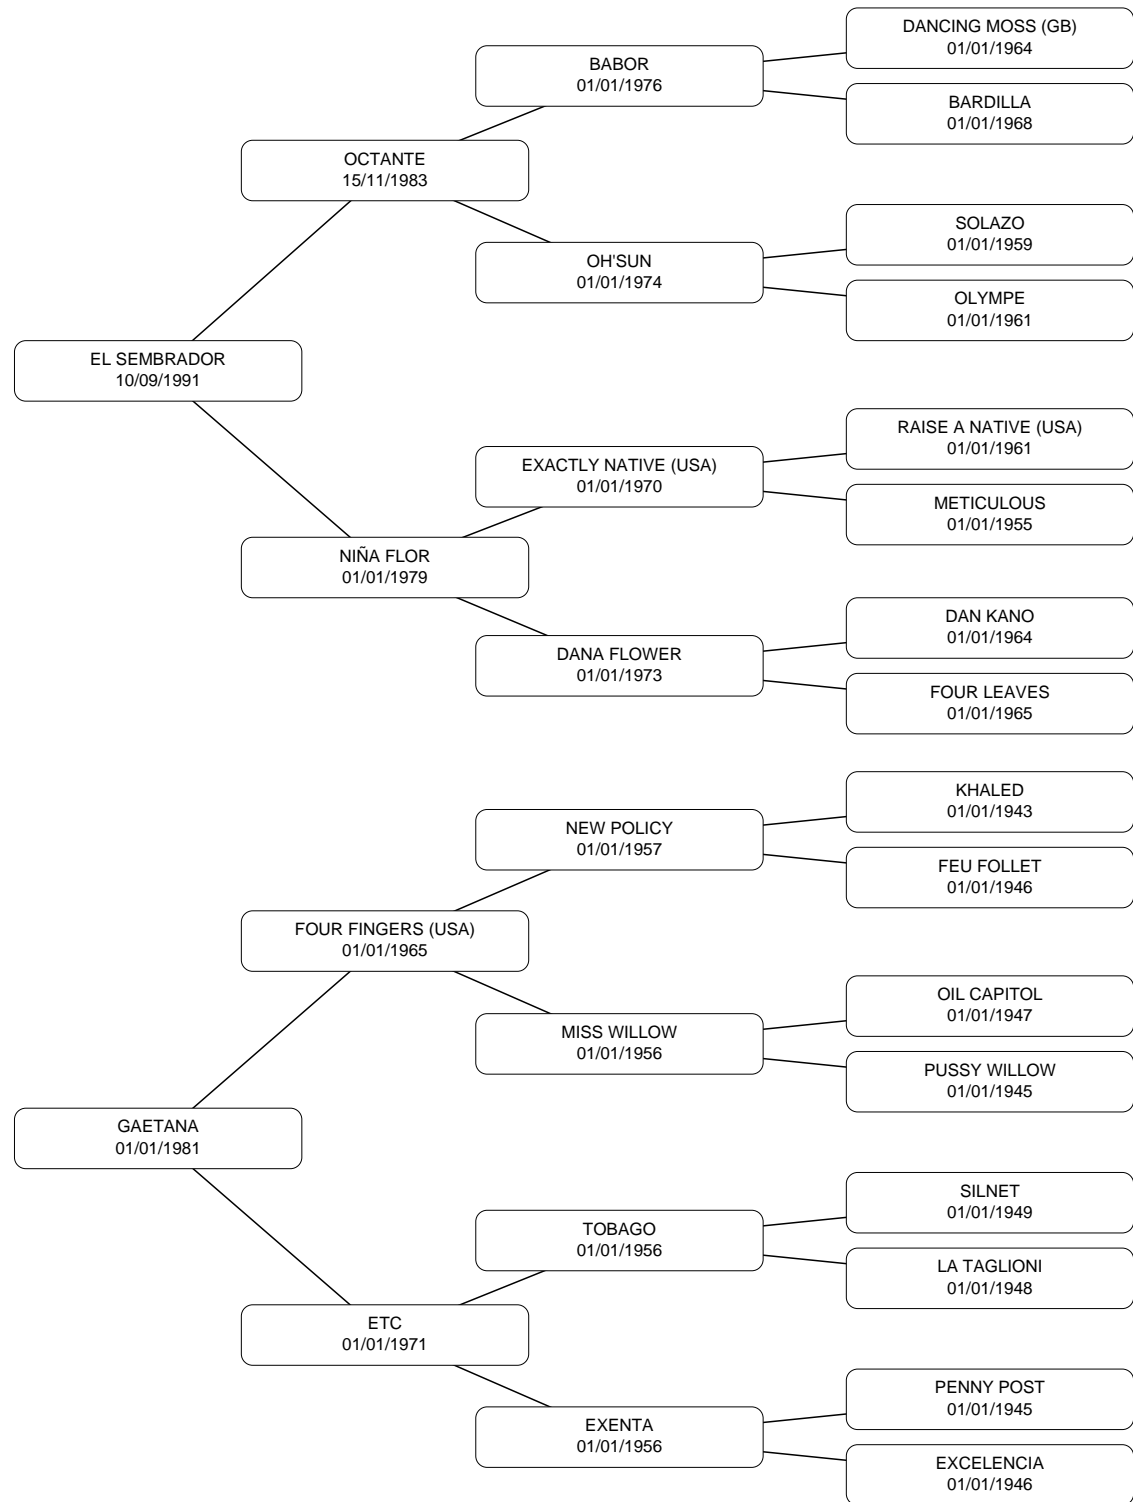 DANCING MOSS (GB)
01/01/1964
BABOR
01/01/1976
BARDILLA
01/01/1968
OCTANTE
15/11/1983
SOLAZO
01/01/1959
OH'SUN
01/01/1974
OLYMPE
01/01/1961
EL SEMBRADOR
10/09/1991
RAISE A NATIVE (USA)
01/01/1961
EXACTLY NATIVE (USA)
01/01/1970
METICULOUS
01/01/1955
NIÑA FLOR
01/01/1979
DAN KANO
01/01/1964
DANA FLOWER
01/01/1973
FOUR LEAVES
01/01/1965
KHALED
01/01/1943
NEW POLICY
01/01/1957
FEU FOLLET
01/01/1946
FOUR FINGERS (USA)
01/01/1965
OIL CAPITOL
01/01/1947
MISS WILLOW
01/01/1956
PUSSY WILLOW
01/01/1945
GAETANA
01/01/1981
SILNET
01/01/1949
TOBAGO
01/01/1956
LA TAGLIONI
01/01/1948
ETC
01/01/1971
PENNY POST
01/01/1945
EXENTA
01/01/1956
EXCELENCIA
01/01/1946